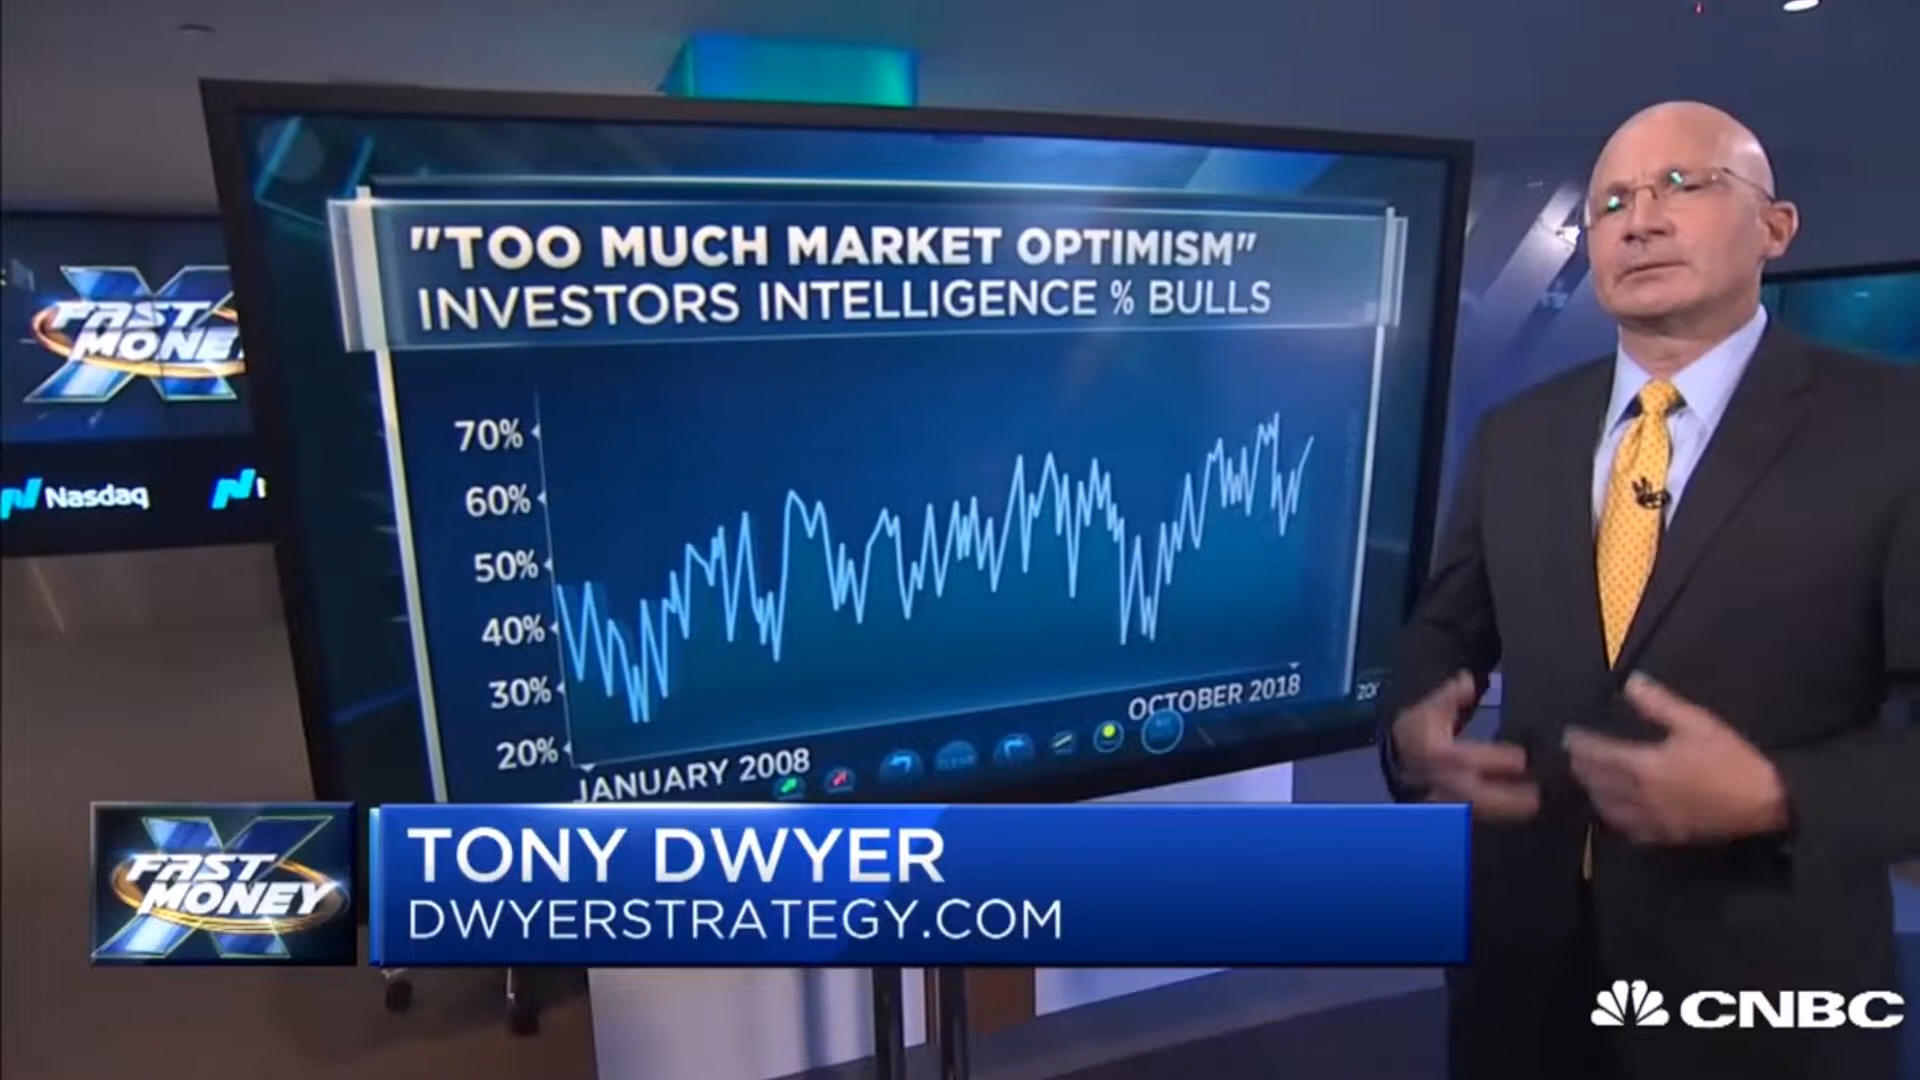 "TOO MUCH MARKET OPTIMISM"
INVESTORS INTELLIGENCE % BULLS
70%
60%
50%
40%
30%
20%
JANUARY 2008
OCTOBER 2018
FAST
MONEY
Nasdaq
FAST
MONEY
TONY DWYER
DWYERSTRATEGY.COM
CNBC